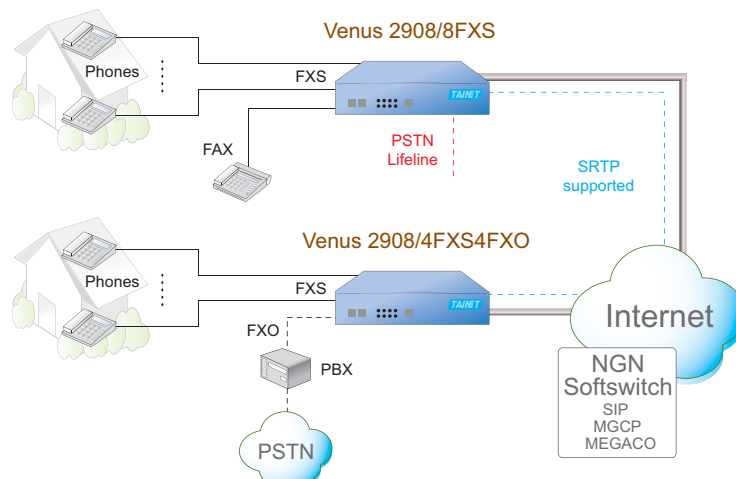 Venus 2908/8FXS
Phones
FXS
TAINET
FAX
PSTN
Lifeline
SRTP
supported
Venus 2908/4FXS4FXO
Phones
FXS
TAINET
FXO
PBX
PSTN
Internet
NGN
Softswitch
SIP
MGCP
MEGACO